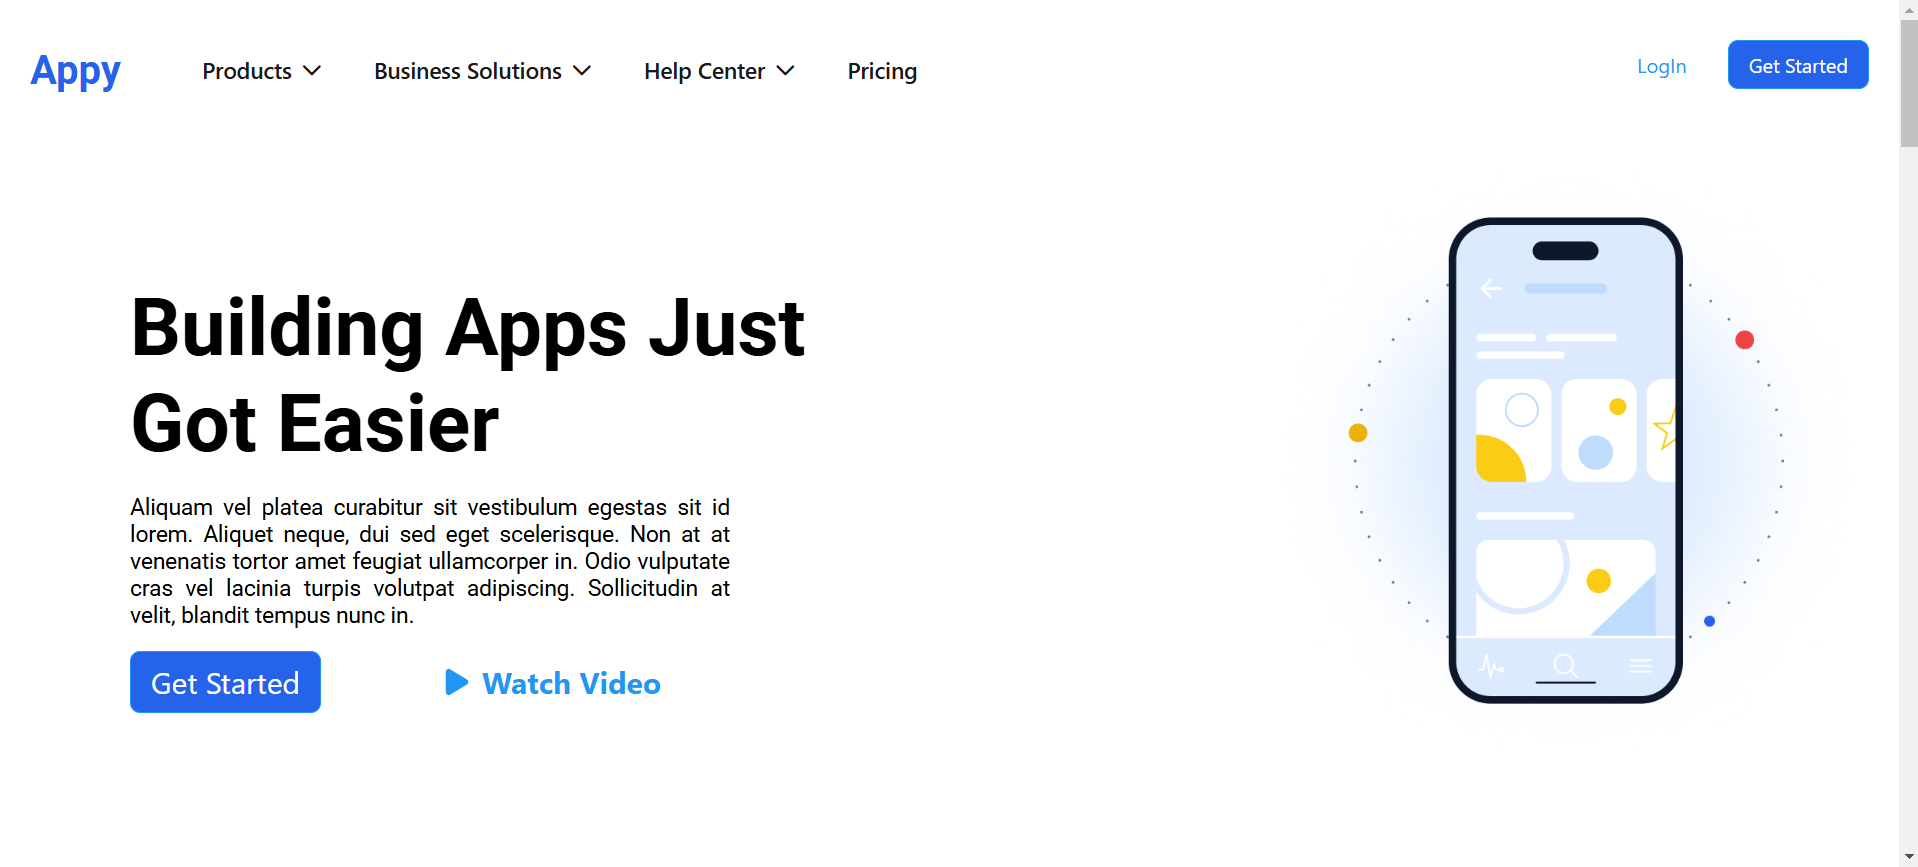 Appy
Products
Business Solutions
Help Center
Pricing
LogIn
Get Started
Building Apps Just
Got Easier
Aliquam vel platea curabitur sit vestibulum egestas sit id
lorem. Aliquet neque, dui sed eget scelerisque. Non at at
venenatis tortor amet feugiat ullamcorper in. Odio vulputate
cras vel lacinia turpis volutpat adipiscing. Sollicitudin at
velit, blandit tempus nunc in.
Get Started
Watch Video